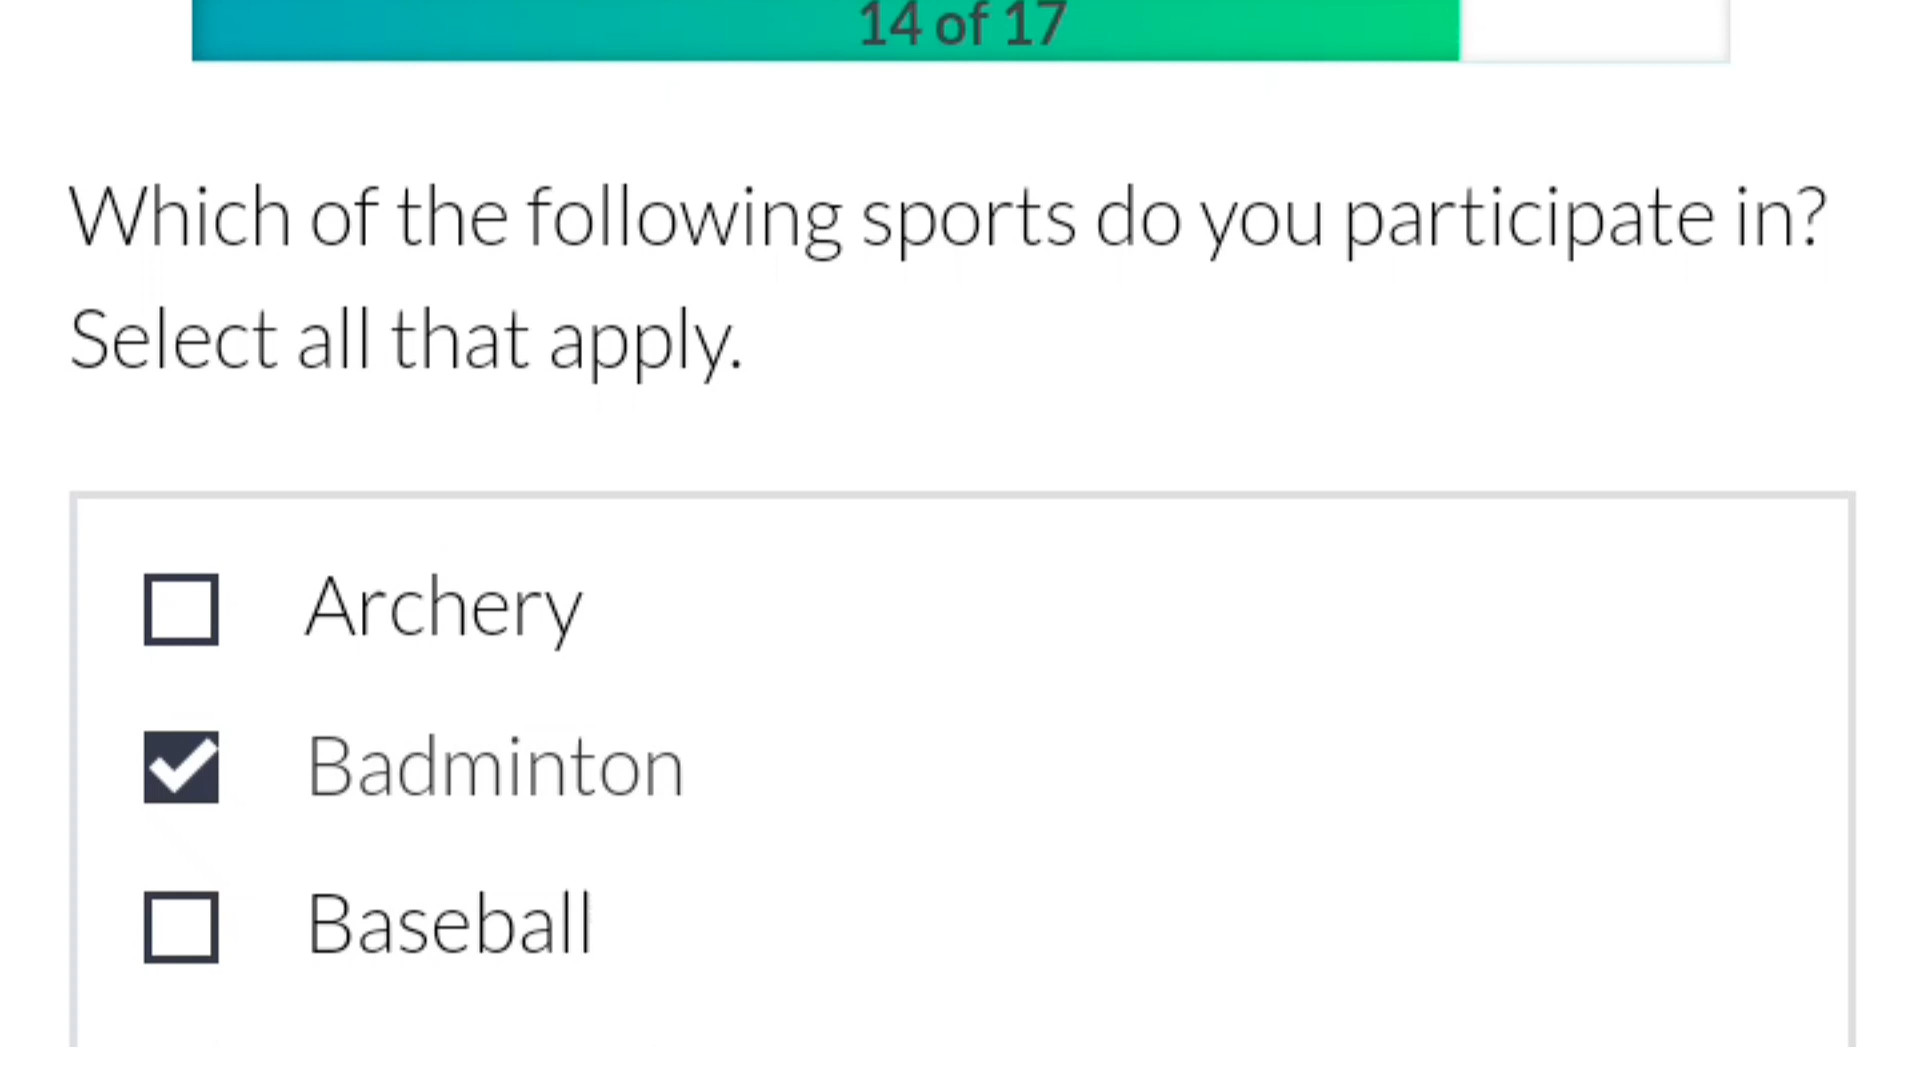 14 of 17
Which of the following sports do you participate in?
Select all that apply.
Archery
Badminton
Baseball